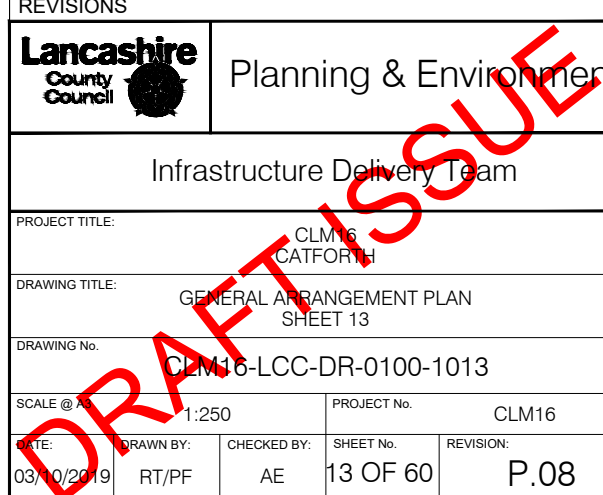 REVISIONS
Lancashire
County
Council
Planning & Environmen
Infrastructure Delivery Team
PROJECT TITLE:
CLM16
CATFORTH
DRAWING TITLE:
GENERAL ARRANGEMENT PLAN
SHEET 13
DRAWING No.
CLM16-LCC-DR-0100-1013
SCALE @ A3
1:250
PROJECT No.
CLM16
DATE:
03/10/2019
DRAWN BY:
RT/PF
CHECKED BY:
AE
SHEET No.
13 OF 60
REVISION:
P.08
DRAFT ISSUE